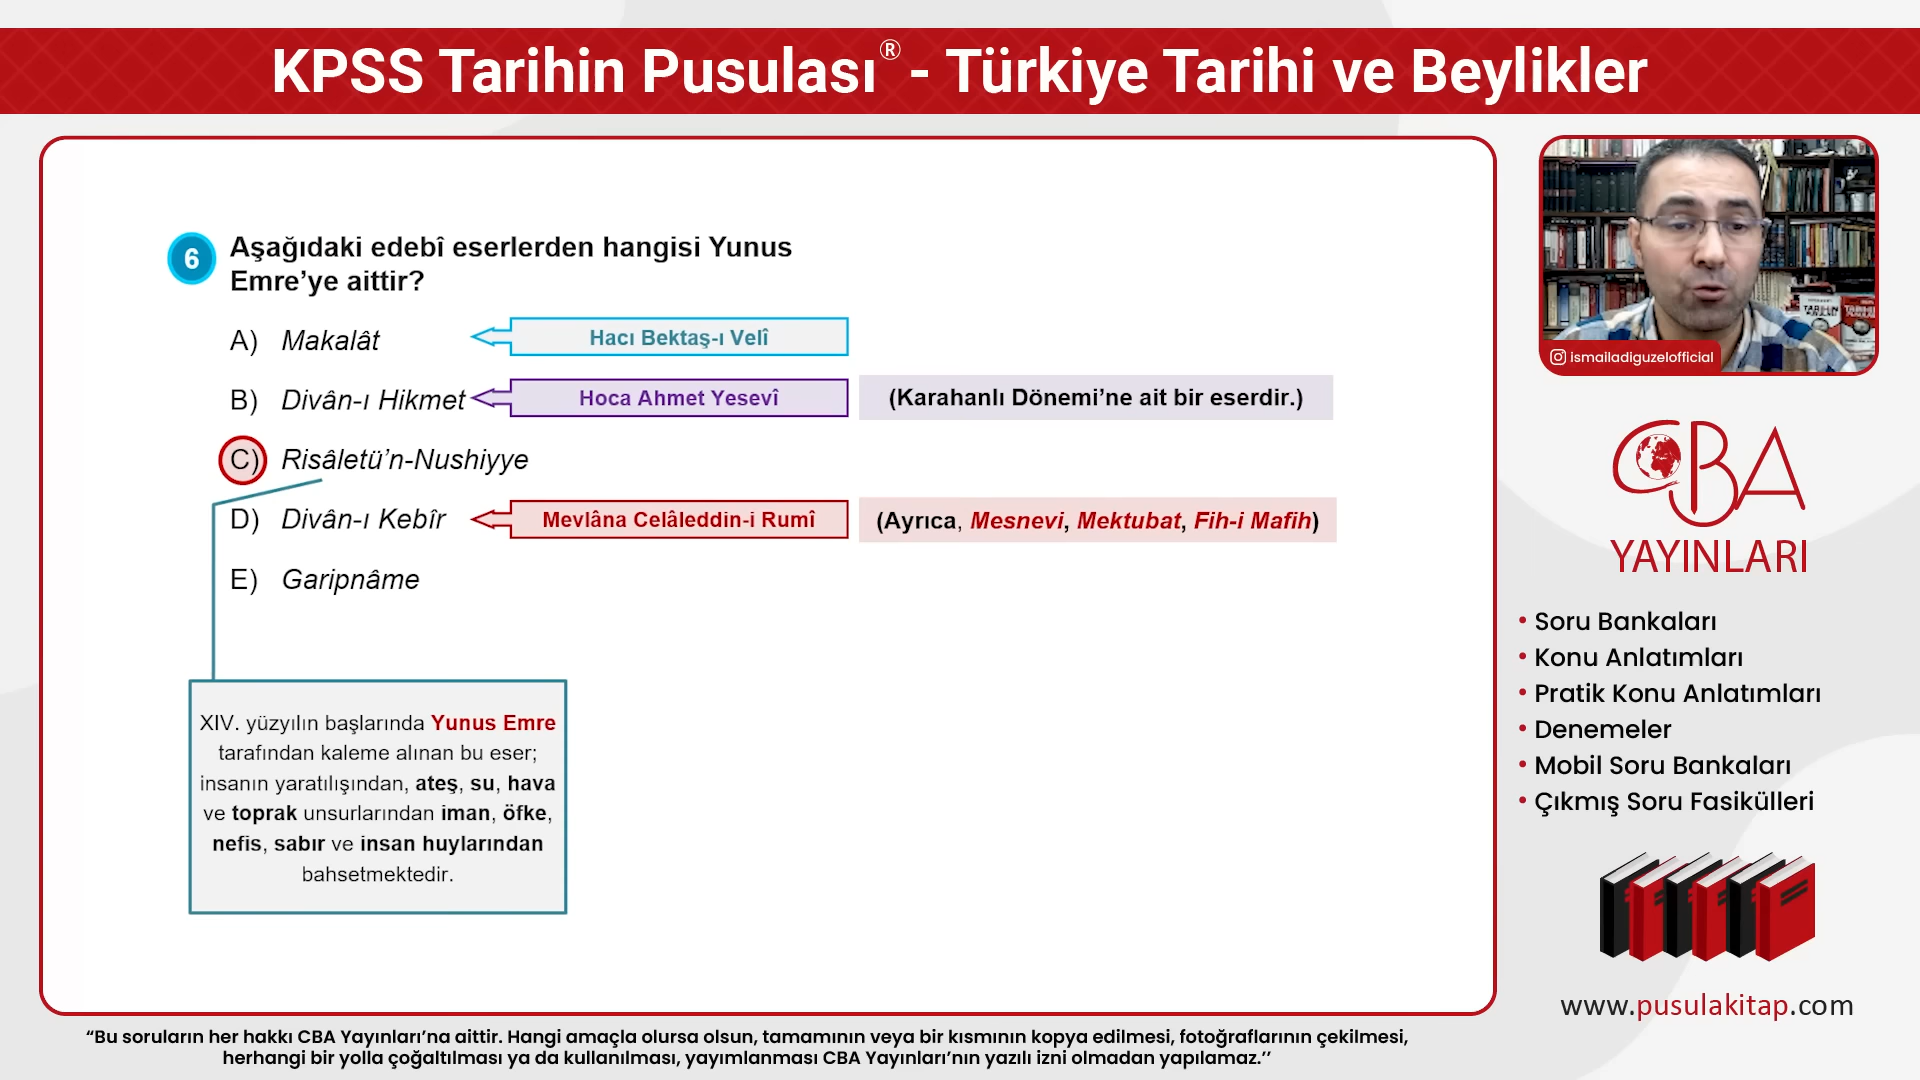 KPSS Tarihin Pusulası® - Türkiye Tarihi ve Beylikler
6 Aşağıdaki edebî eserlerden hangisi Yunus
Emre’ye aittir?
A) Makalât
Hacı Bektaş-ı Velî
B) Divân-ı Hikmet
Hoca Ahmet Yesevî
(Karahanlı Dönemi’ne ait bir eserdir.)
C) Risâletü’n-Nushiyye
D) Divân-ı Kebîr
Mevlâna Celâleddin-i Rumî
(Ayrıca, Mesnevi, Mektubat, Fih-i Mafih)
E) Garipnâme
XIV. yüzyılın başlarında Yunus Emre
tarafından kaleme alınan bu eser;
insanın yaratılışından, ateş, su, hava
ve toprak unsurlarından iman, öfke,
nefis, sabır ve insan huylarından
bahsetmektedir.
ismailadiguzelofficial
CBA
YAYINLARI
• Soru Bankaları
• Konu Anlatımları
• Pratik Konu Anlatımları
• Denemeler
• Mobil Soru Bankaları
• Çıkmış Soru Fasikülleri
www.pusulakitap.com
“Bu soruların her hakkı CBA Yayınları’na aittir. Hangi amaçla olursa olsun, tamamının veya bir kısmının kopya edilmesi, fotoğraflarının çekilmesi,
herhangi bir yolla çoğaltılması ya da kullanılması, yayımlanması CBA Yayınları’nın yazılı izni olmadan yapılamaz.’’